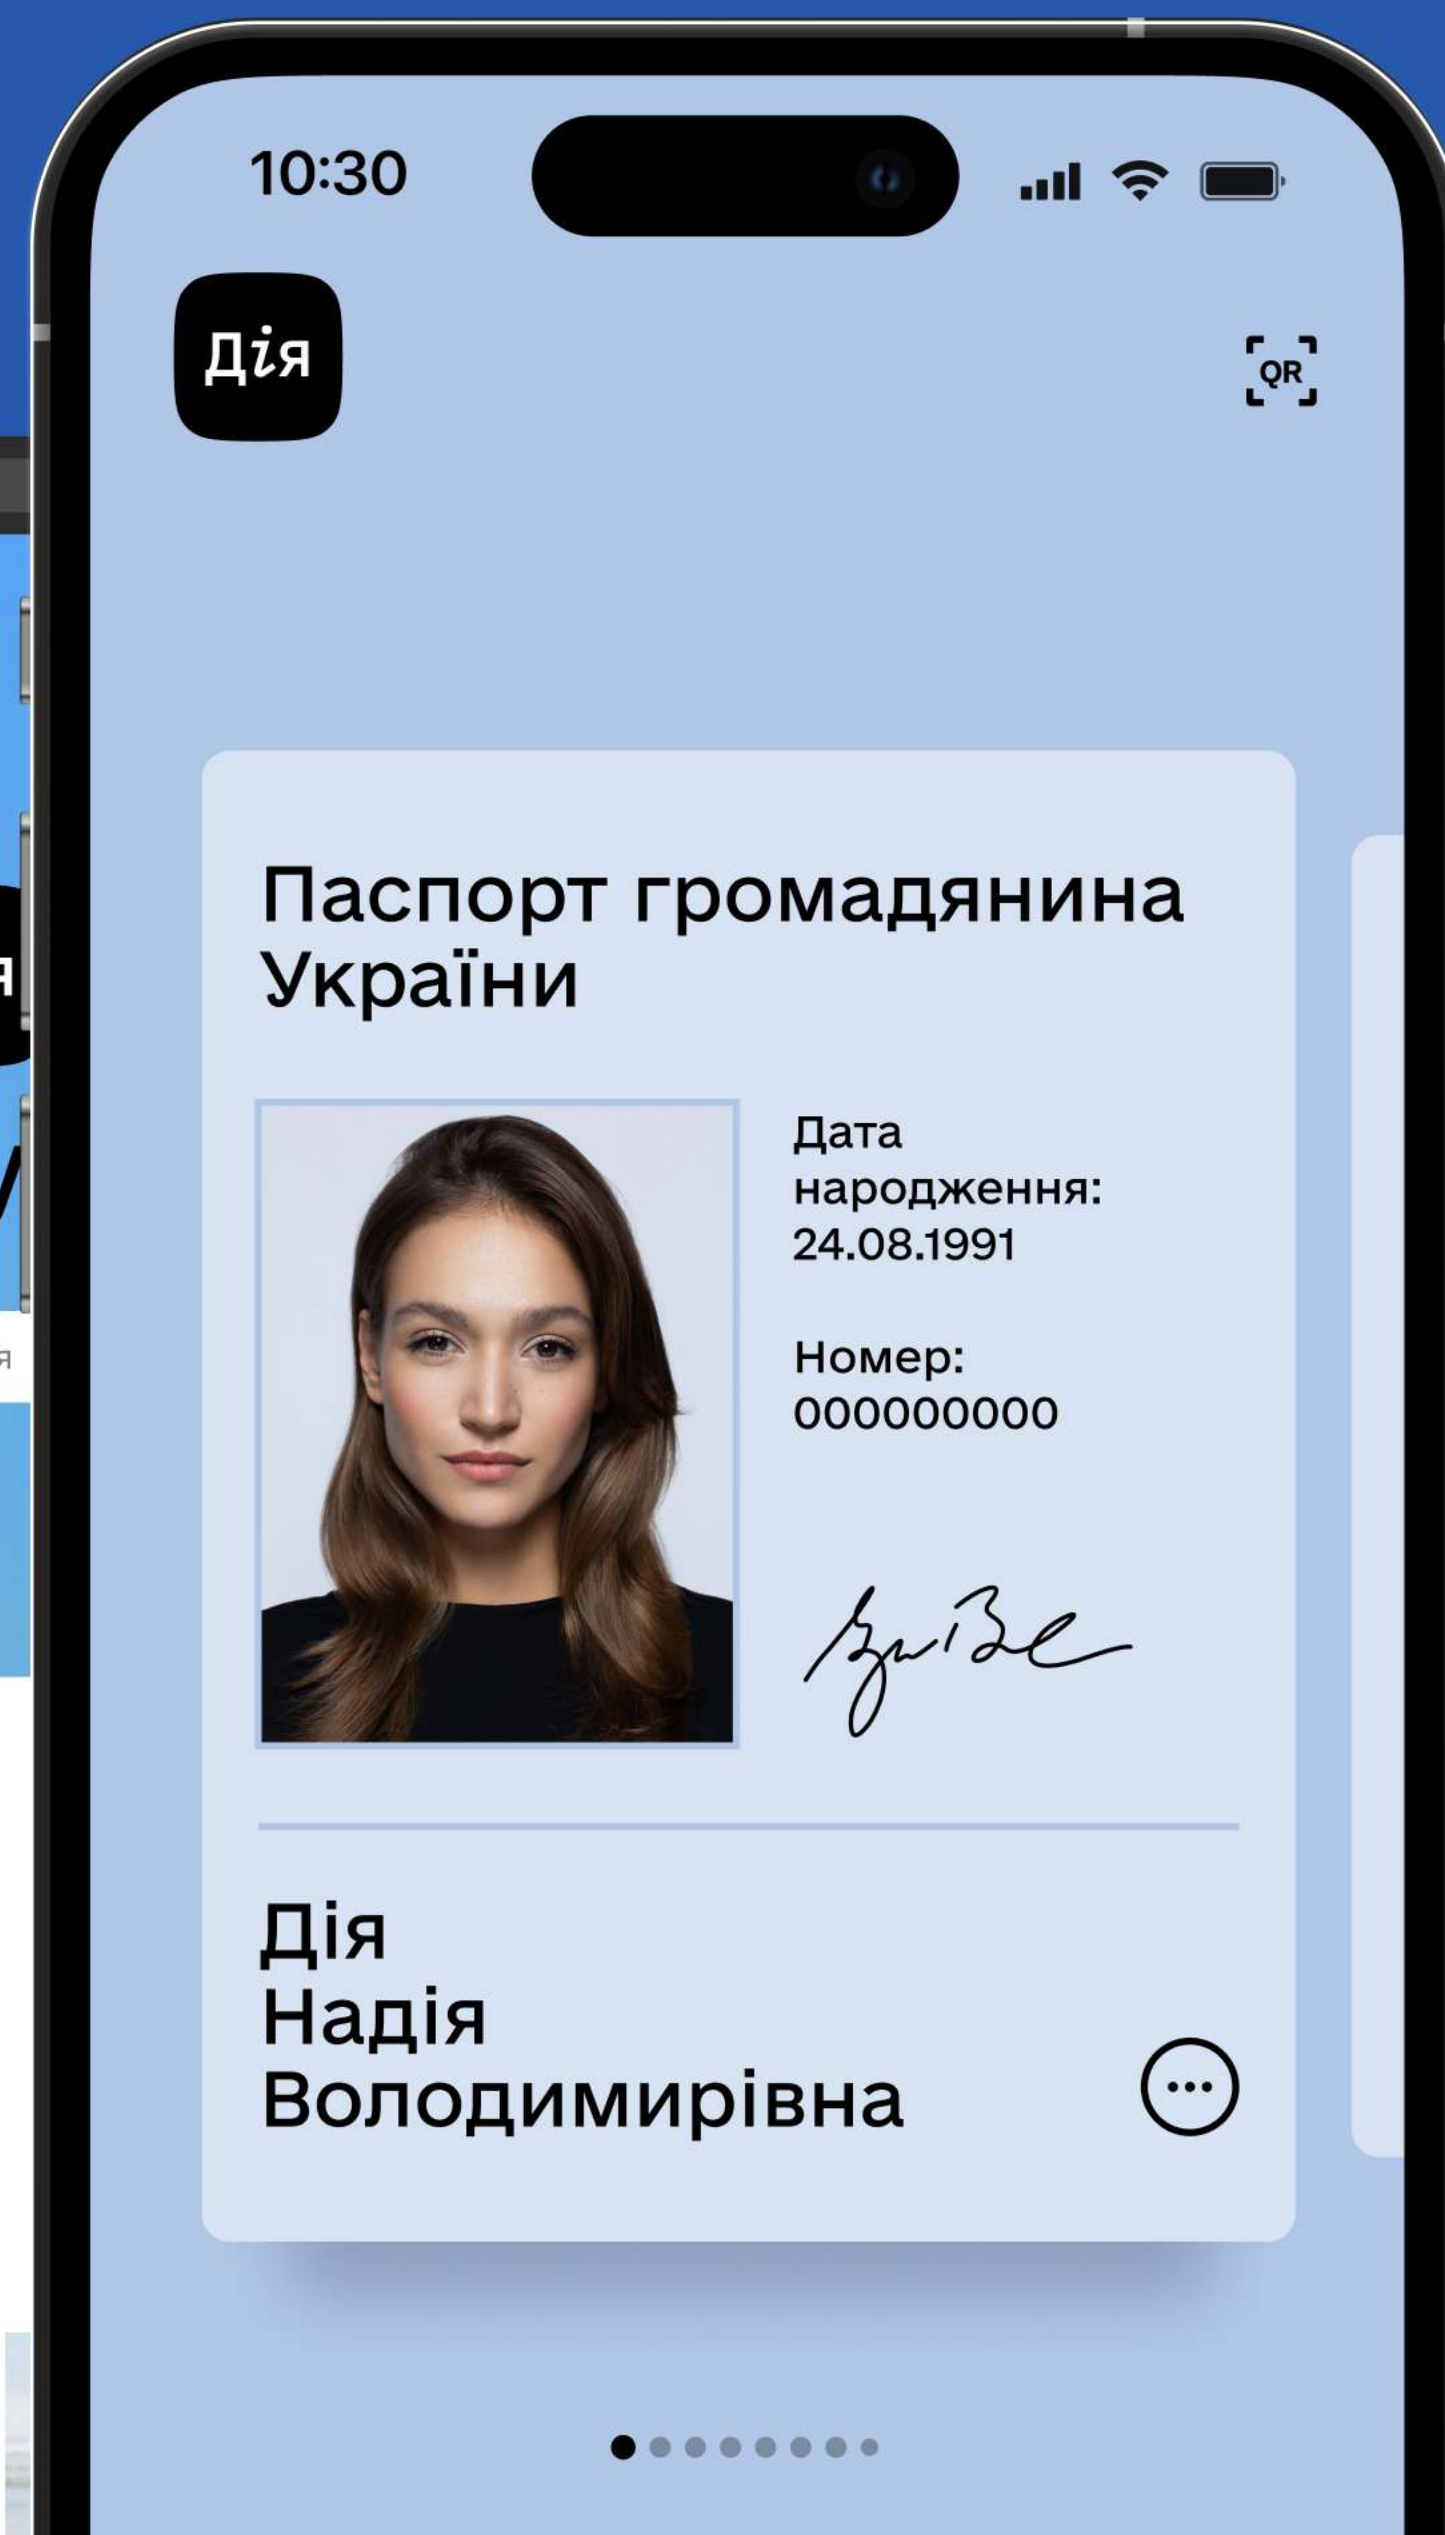 10:30
Дія
QR
Паспорт громадянина
України
Дата
народження:
24.08.1991
Номер:
000000000
Дія
Надія
Володимирівна
я
я